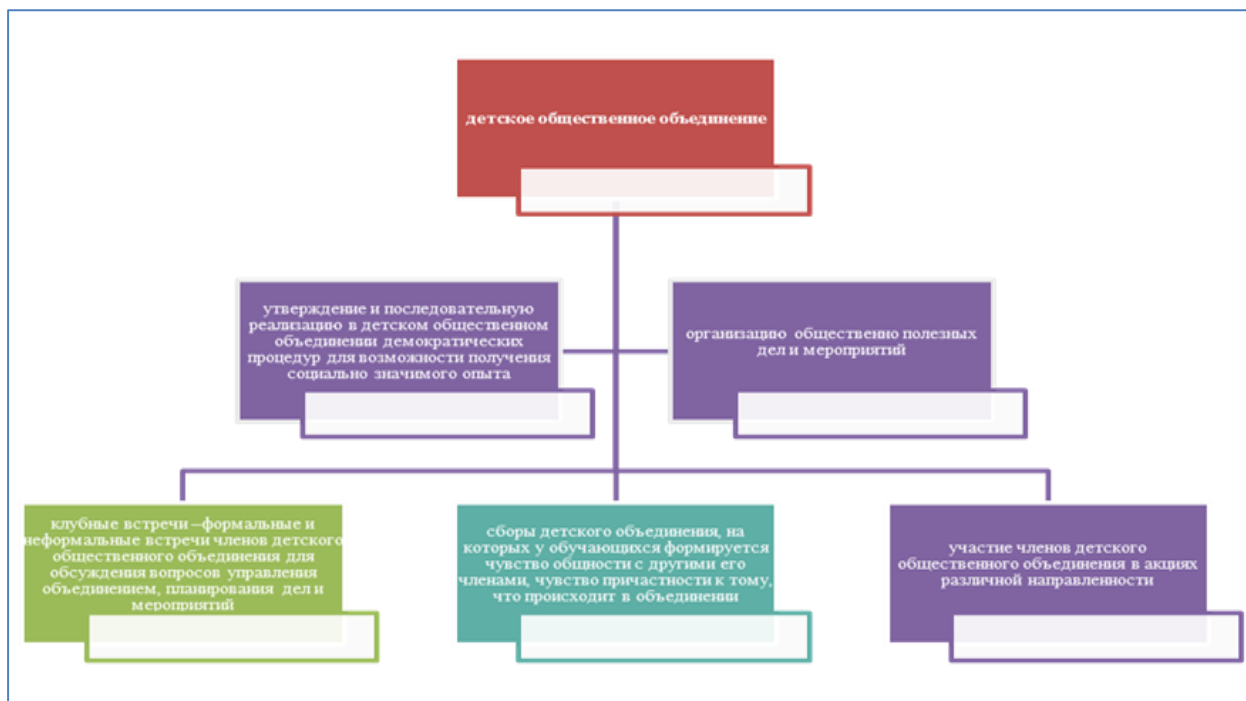 детское общественное объединение
утверждение и последовательную
реализацию в детском общественном
объединении демократических
процедур для возможности получения
социально значимого опыта
организацию общественно полезных
дел и мероприятий
клубные встречи –формальные и
неформальные встречи членов детского
общественного объединения для
обсуждения вопросов управления
объединением, планирования дел и
мероприятий
сборы детского объединения, на
которых у обучающихся формируется
чувство общности с другими его
членами, чувство причастности к тому,
что происходит в объединении
участие членов детского
общественного объединения в акциях
различной направленности